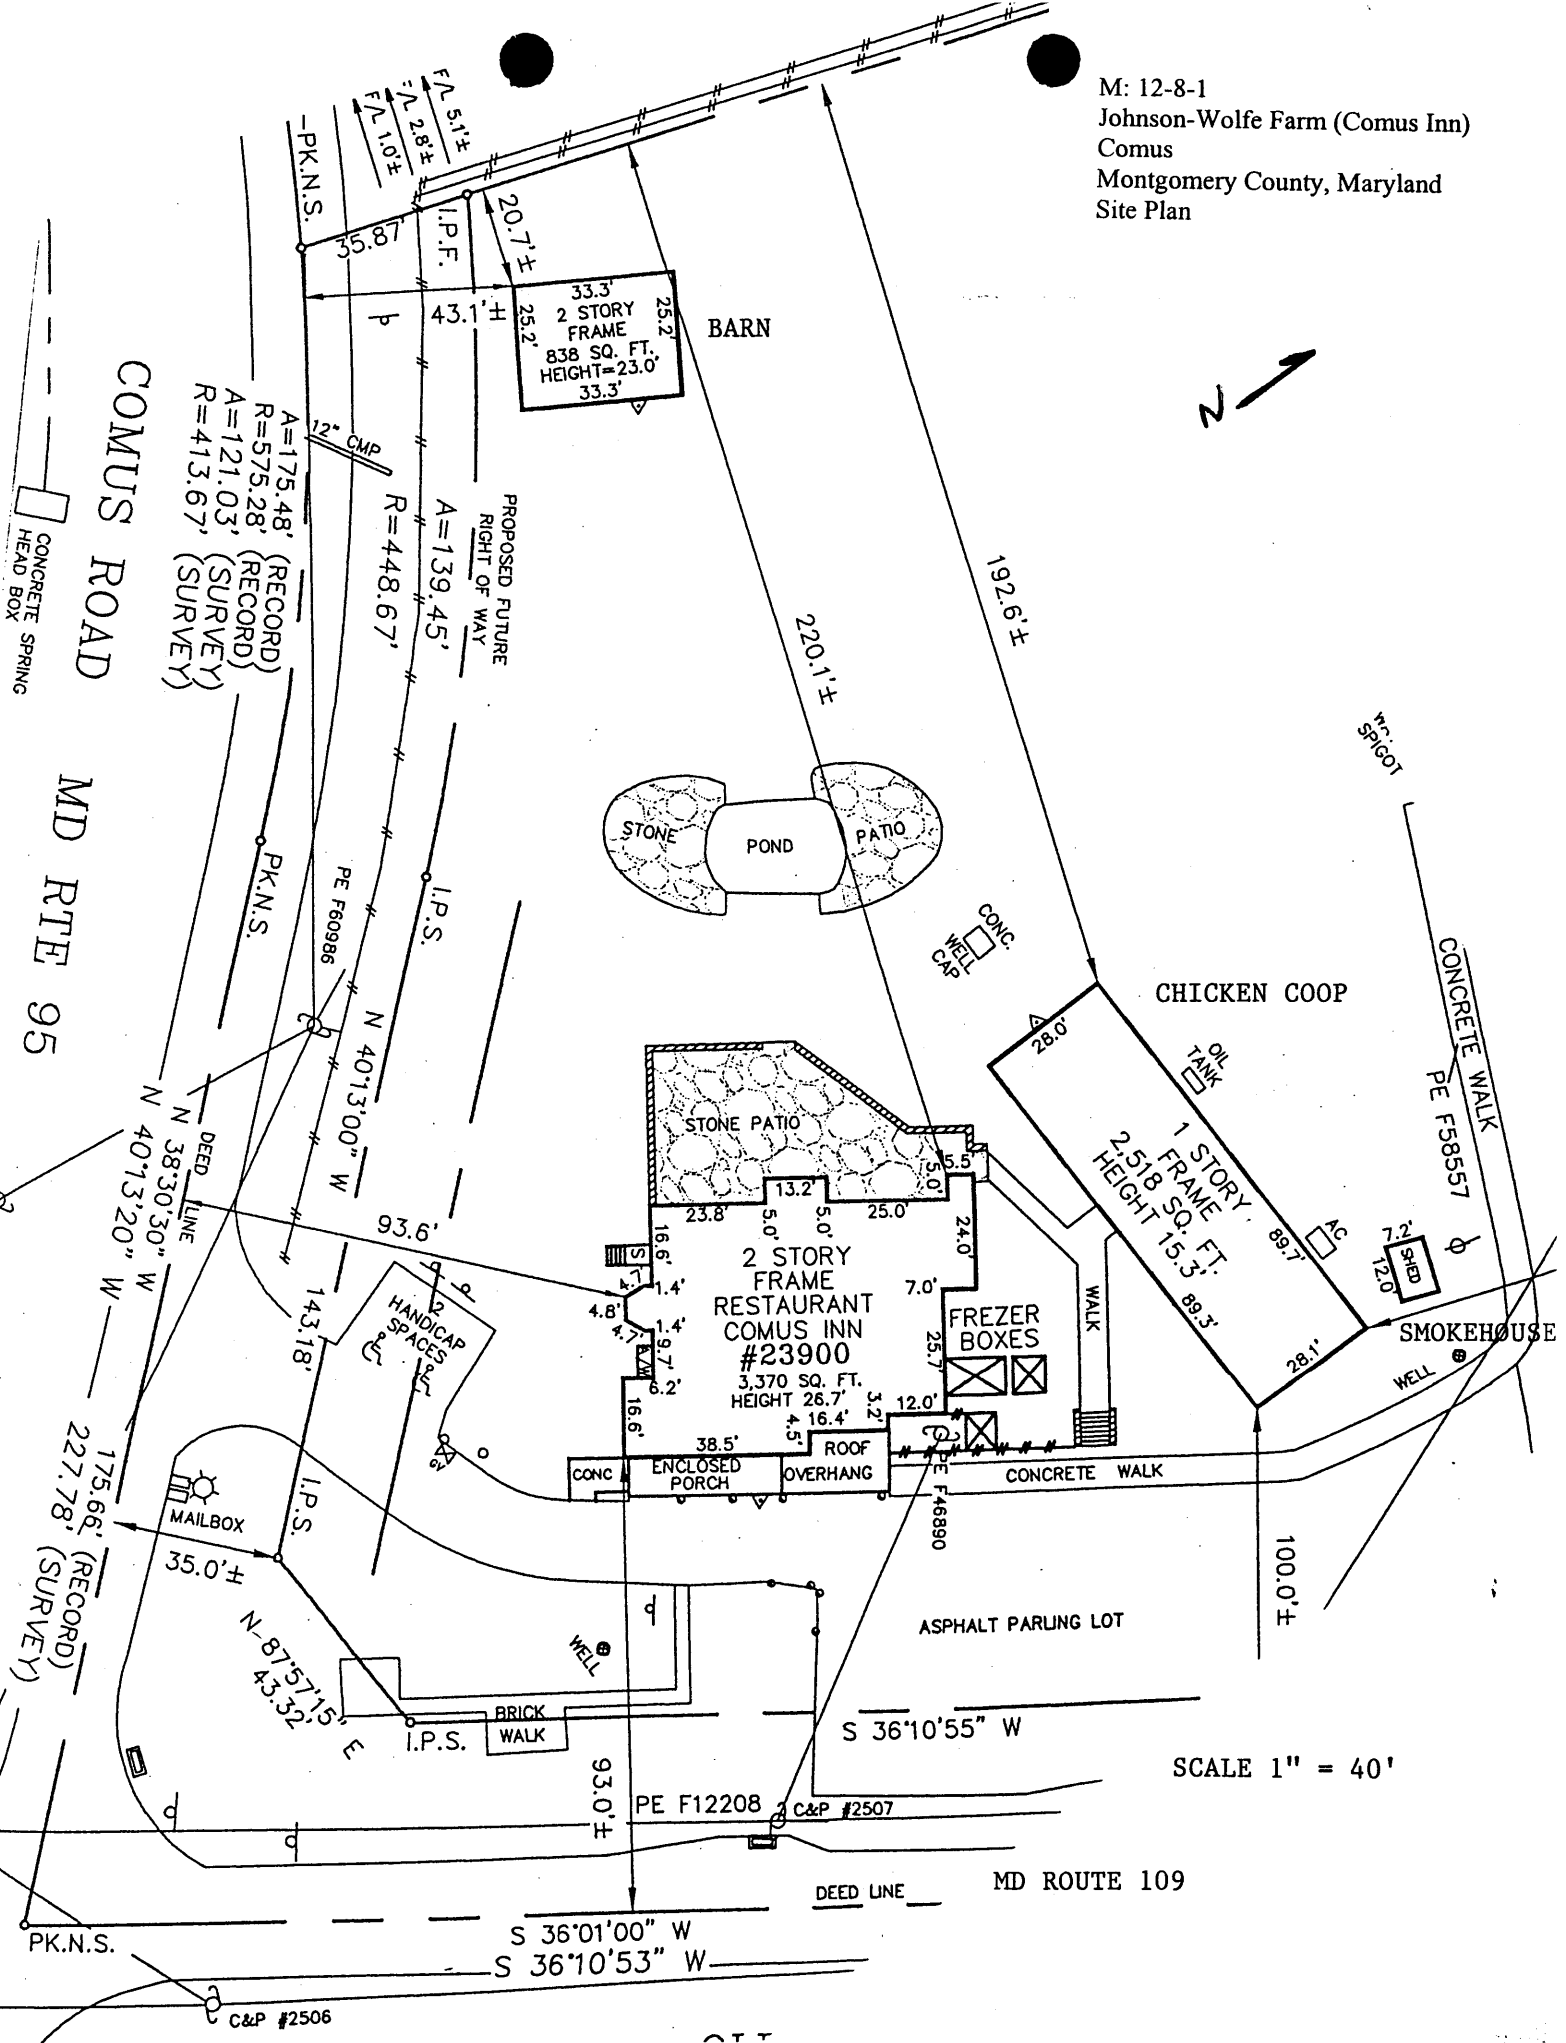 M: 12-8-1
Johnson-Wolfe Farm (Comus Inn)
Comus
Montgomery County, Maryland
Site Plan
F/L 5.1'±
F/L 2.8'±
F/L 1.0'±
-PK.N.S.
35.87'
I.P.F.
20.7'±
43.1'±
33.3'
25.2'
25.2'
2 STORY
FRAME
838 SQ. FT.
HEIGHT=23.0'
33.3'
BARN
N
12" CMP
COMUS ROAD MD RTE 95
A=175.48' (RECORD)
R=575.28' (RECORD)
A=121.03' (SURVEY)
R=413.67' (SURVEY)
CONCRETE SPRING
HEAD BOX
PROPOSED FUTURE
RIGHT OF WAY
A=139.45'
R=448.67'
192.6'±
220.1'±
SPIGOT
STONE
POND
PATIO
PK.N.S.
I.P.S.
PE F60986
N 40°13'00" W
143.18'
CONC.
WELL
CAP
CHICKEN COOP
28.0'
OIL
TANK
1 STORY
FRAME
2,518 SQ. FT.
HEIGHT 15.3'
89.7'
89.3'
28.1'
AC
CONCRETE WALK
PE F58557
7.2'
12.0'
SHED
SMOKEHOUSE
WELL
DEED LINE
N 38°30'30" W
N 40°13'20" W
175.66' (RECORD)
227.78' (SURVEY)
93.6'
STONE PATIO
5.5'
5.0'
13.2'
23.8'
5.0'
5.0'
25.0'
16.6'
24.0'
S
4.7'
1.4'
4.8'
4.7'
1.4'
9.7'
A/W
6.2'
16.6'
2 STORY
FRAME
RESTAURANT
COMUS INN
#23900
3,370 SQ. FT.
HEIGHT 26.7'
7.0'
25.7'
FREZER
BOXES
WALK
12.0'
3.2'
16.4'
4.5'
38.5'
ROOF
OVERHANG
CONC
ENCLOSED
PORCH
CONCRETE WALK
PE F46890
2
HANDICAP
SPACES
GV
I.P.S.
MAILBOX
35.0'±
N-87°57'15" E
43.32'
WELL
100.0'±
ASPHALT PARLING LOT
BRICK
WALK
I.P.S.
S 36°10'55" W
SCALE 1" = 40'
93.0'±
PE F12208
C&P #2507
MD ROUTE 109
DEED LINE
PK.N.S.
S 36°01'00" W
S 36°10'53" W
C&P #2506